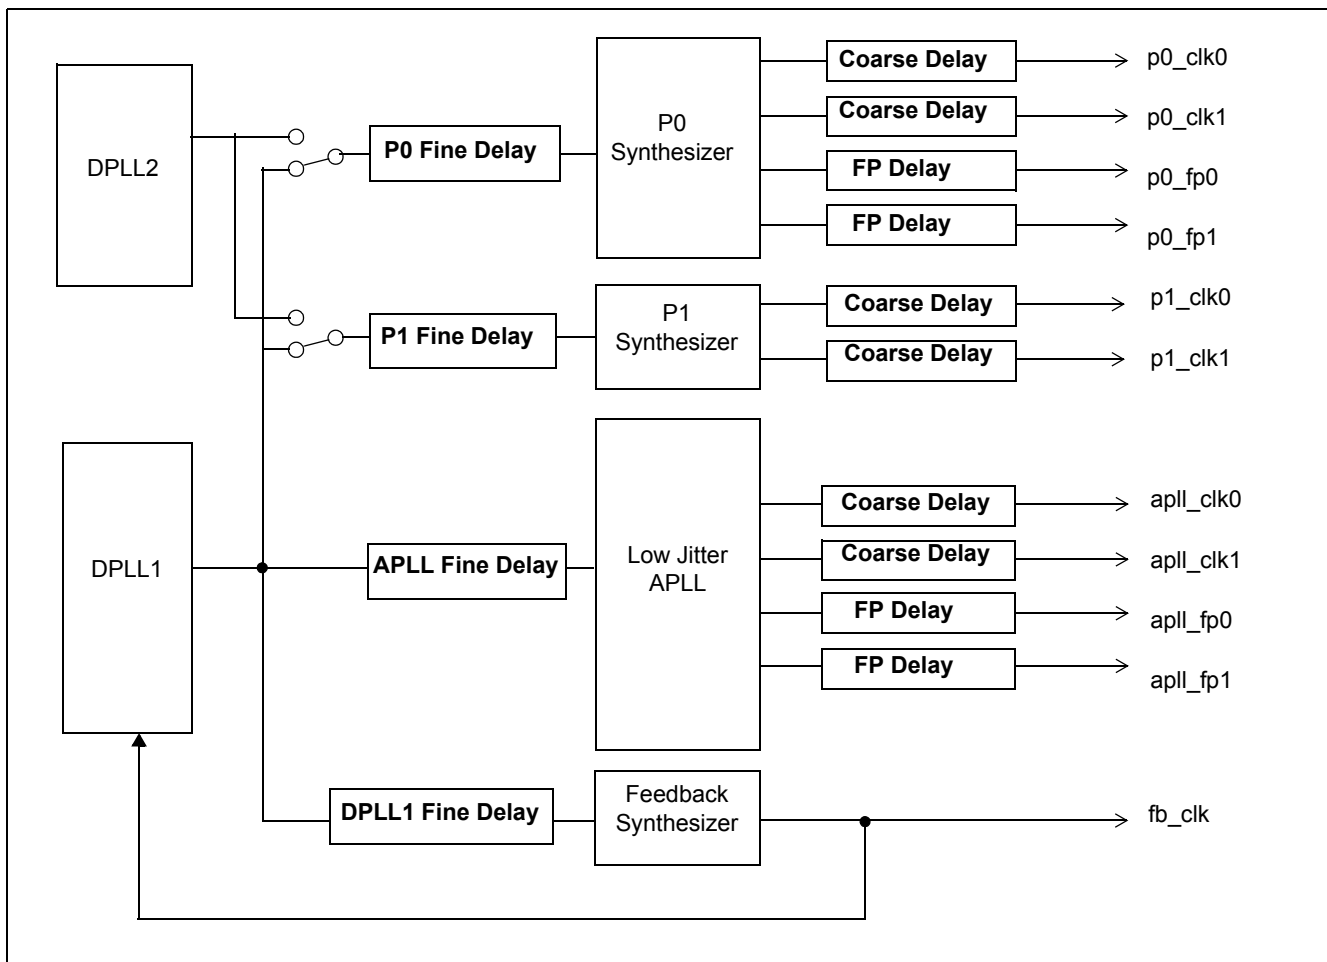 DPLL2
P0 Fine Delay
P0
Synthesizer
Coarse Delay
p0_clk0
Coarse Delay
p0_clk1
FP Delay
p0_fp0
FP Delay
p0_fp1
P1 Fine Delay
P1
Synthesizer
Coarse Delay
p1_clk0
Coarse Delay
p1_clk1
DPLL1
APLL Fine Delay
Low Jitter
APLL
Coarse Delay
apll_clk0
Coarse Delay
apll_clk1
FP Delay
apll_fp0
FP Delay
apll_fp1
DPLL1 Fine Delay
Feedback
Synthesizer
fb_clk